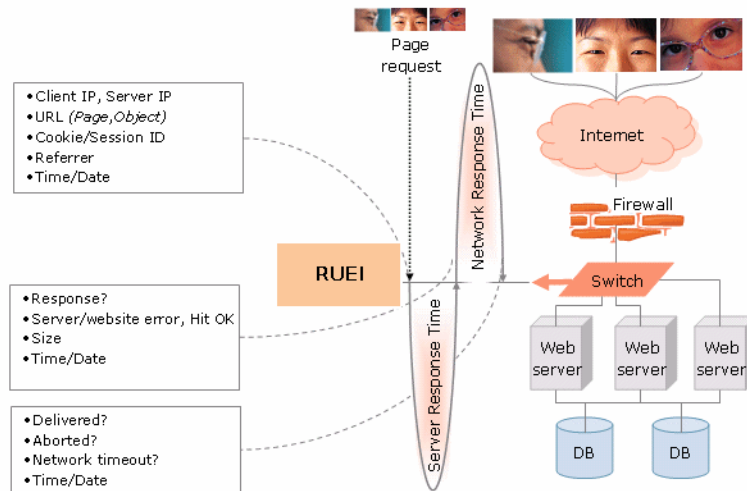 Page
request
• Client IP, Server IP
• URL (Page,Object)
• Cookie/Session ID
• Referrer
• Time/Date
RUEI
• Response?
• Server/website error, Hit OK
• Size
• Time/Date
• Delivered?
• Aborted?
• Network timeout?
• Time/Date
Server Response Time
Network Response Time
Internet
Firewall
Switch
Web
server
Web
server
Web
server
DB
DB